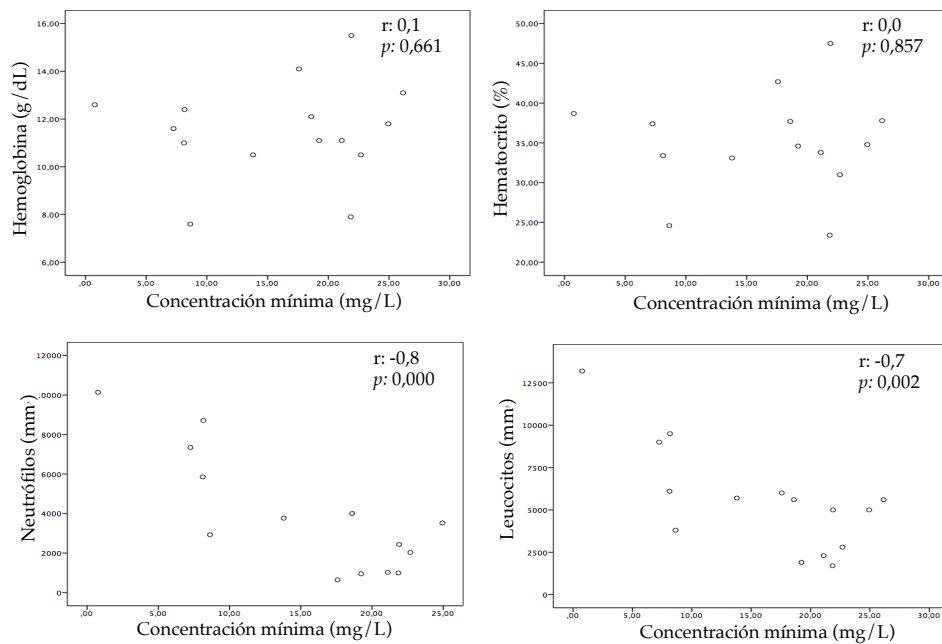 16,00
14,00
12,00
10,00
8,00
6,00
Hemoglobina (g/dL)
r: 0,1
p: 0,661
,00 5,00 10,00 15,00 20,00 25,00 30,00
Concentración mínima (mg/L)
50,00
45,00
40,00
35,00
30,00
25,00
20,00
Hematocrito (%)
r: 0,0
p: 0,857
,00 5,00 10,00 15,00 20,00 25,00 30,00
Concentración mínima (mg/L)
12000
10000
8000
6000
4000
2000
0
Neutrófilos (mm³)
r: -0,8
p: 0,000
,00 5,00 10,00 15,00 20,00 25,00
Concentración mínima (mg/L)
12500
10000
7500
5000
2500
0
Leucocitos (mm³)
r: -0,7
p: 0,002
,00 5,00 10,00 15,00 20,00 25,00 30,00
Concentración mínima (mg/L)